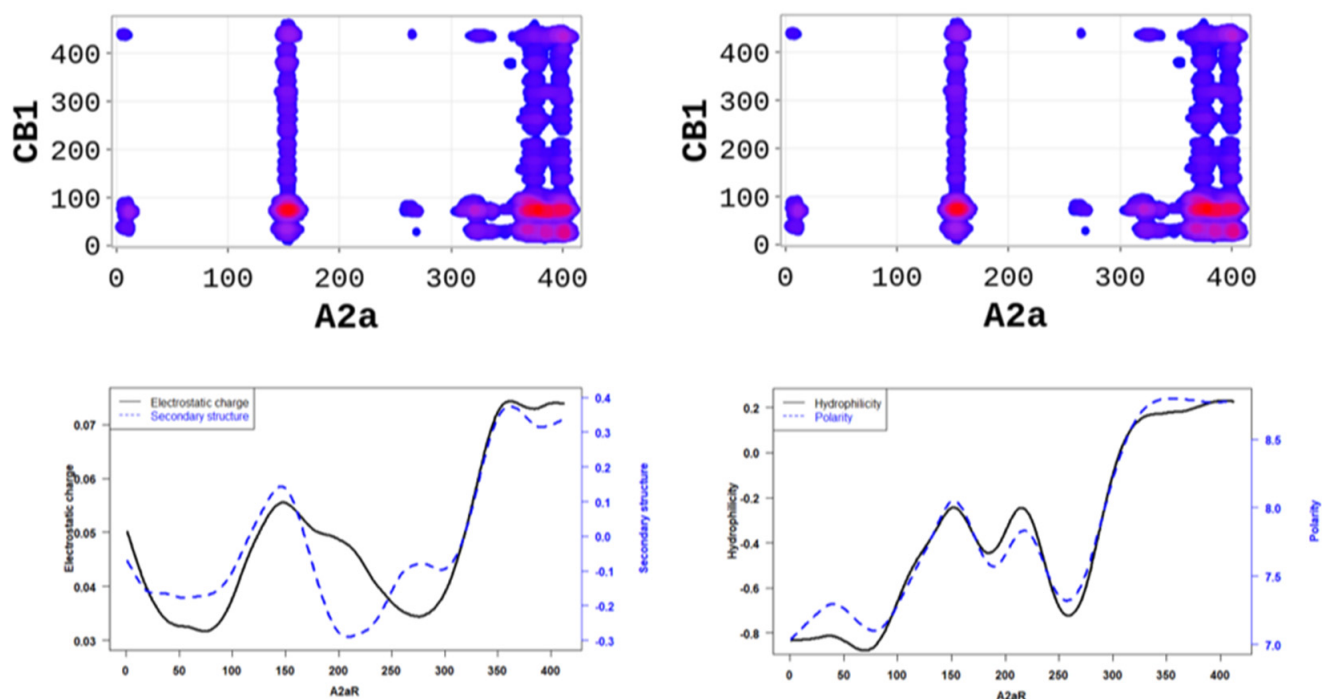 CB1
400
300
200
100
0
0 100 200 300 400
A2a
CB1
400
300
200
100
0
0 100 200 300 400
A2a
Electrostatic charge
Secondary structure
Electrostatic charge
0.07
0.06
0.05
0.04
0.03
0.4
0.3
0.2
0.1
0.0
-0.1
-0.2
-0.3
Secondary structure
0 50 100 150 200 250 300 350 400
A2aR
Hydrophilicity
Polarity
Hydrophilicity
0.2
0.0
-0.2
-0.4
-0.6
-0.8
8.5
8.0
7.5
7.0
Polarity
0 50 100 150 200 250 300 350 400
A2aR